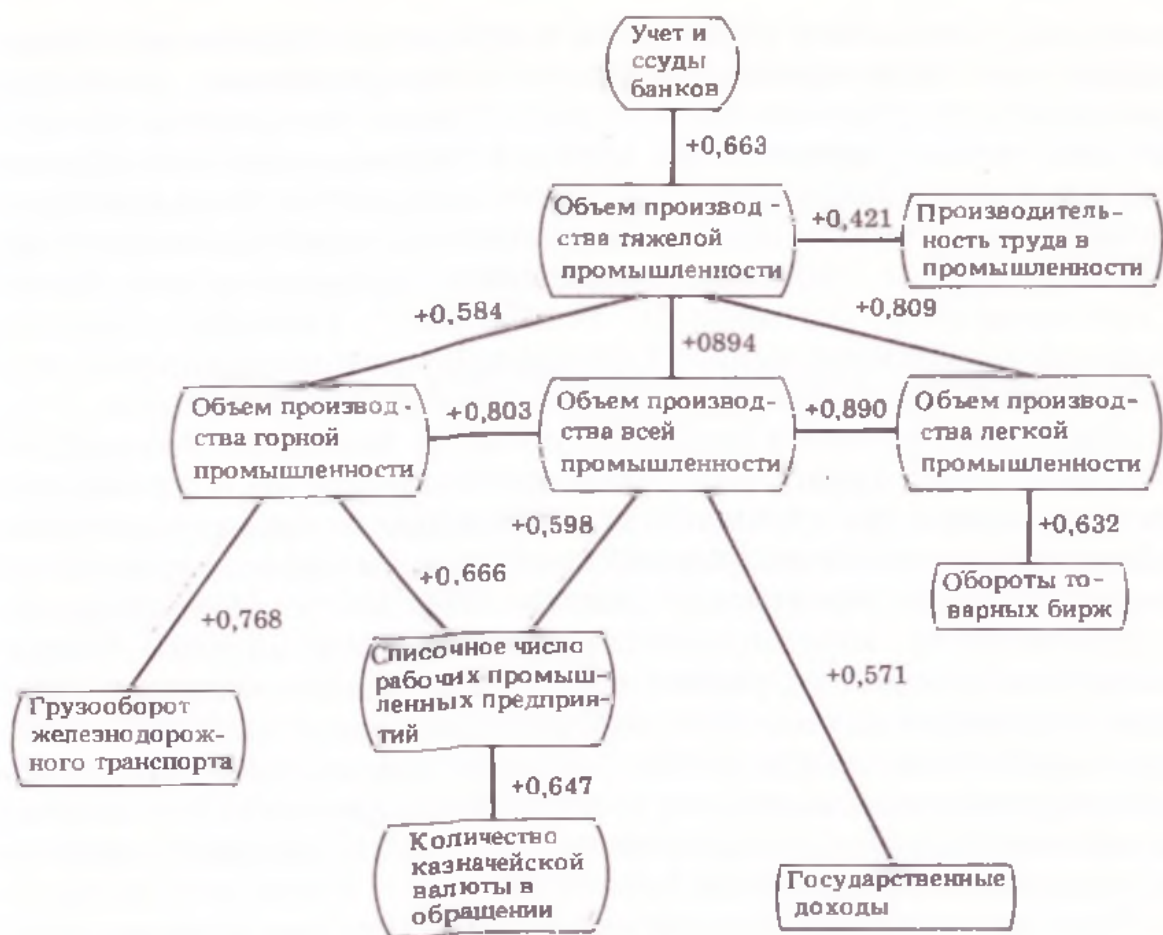 Учет и
ссуды
банков
+0,663
Объем производ -
ства тяжелой
промышленности
+0,421
Производитель-
ность труда в
промышленности
+0,584
+0894
+0,809
Объем производ -
ства горной
промышленности
+0,803
Объем производ-
ства всей
промышленности
+0,890
Объем производ-
ства легкой
промышленности
+0,598
+0,632
+0,666
Обороты то-
варных бирж
+0,768
Списочное число
рабочих промыш-
ленных предприя-
тий
+0,571
Грузооборот
железнодорож-
ного транспорта
+0,647
Количество
казначейской
валюты в
обращении
Государственные
доходы